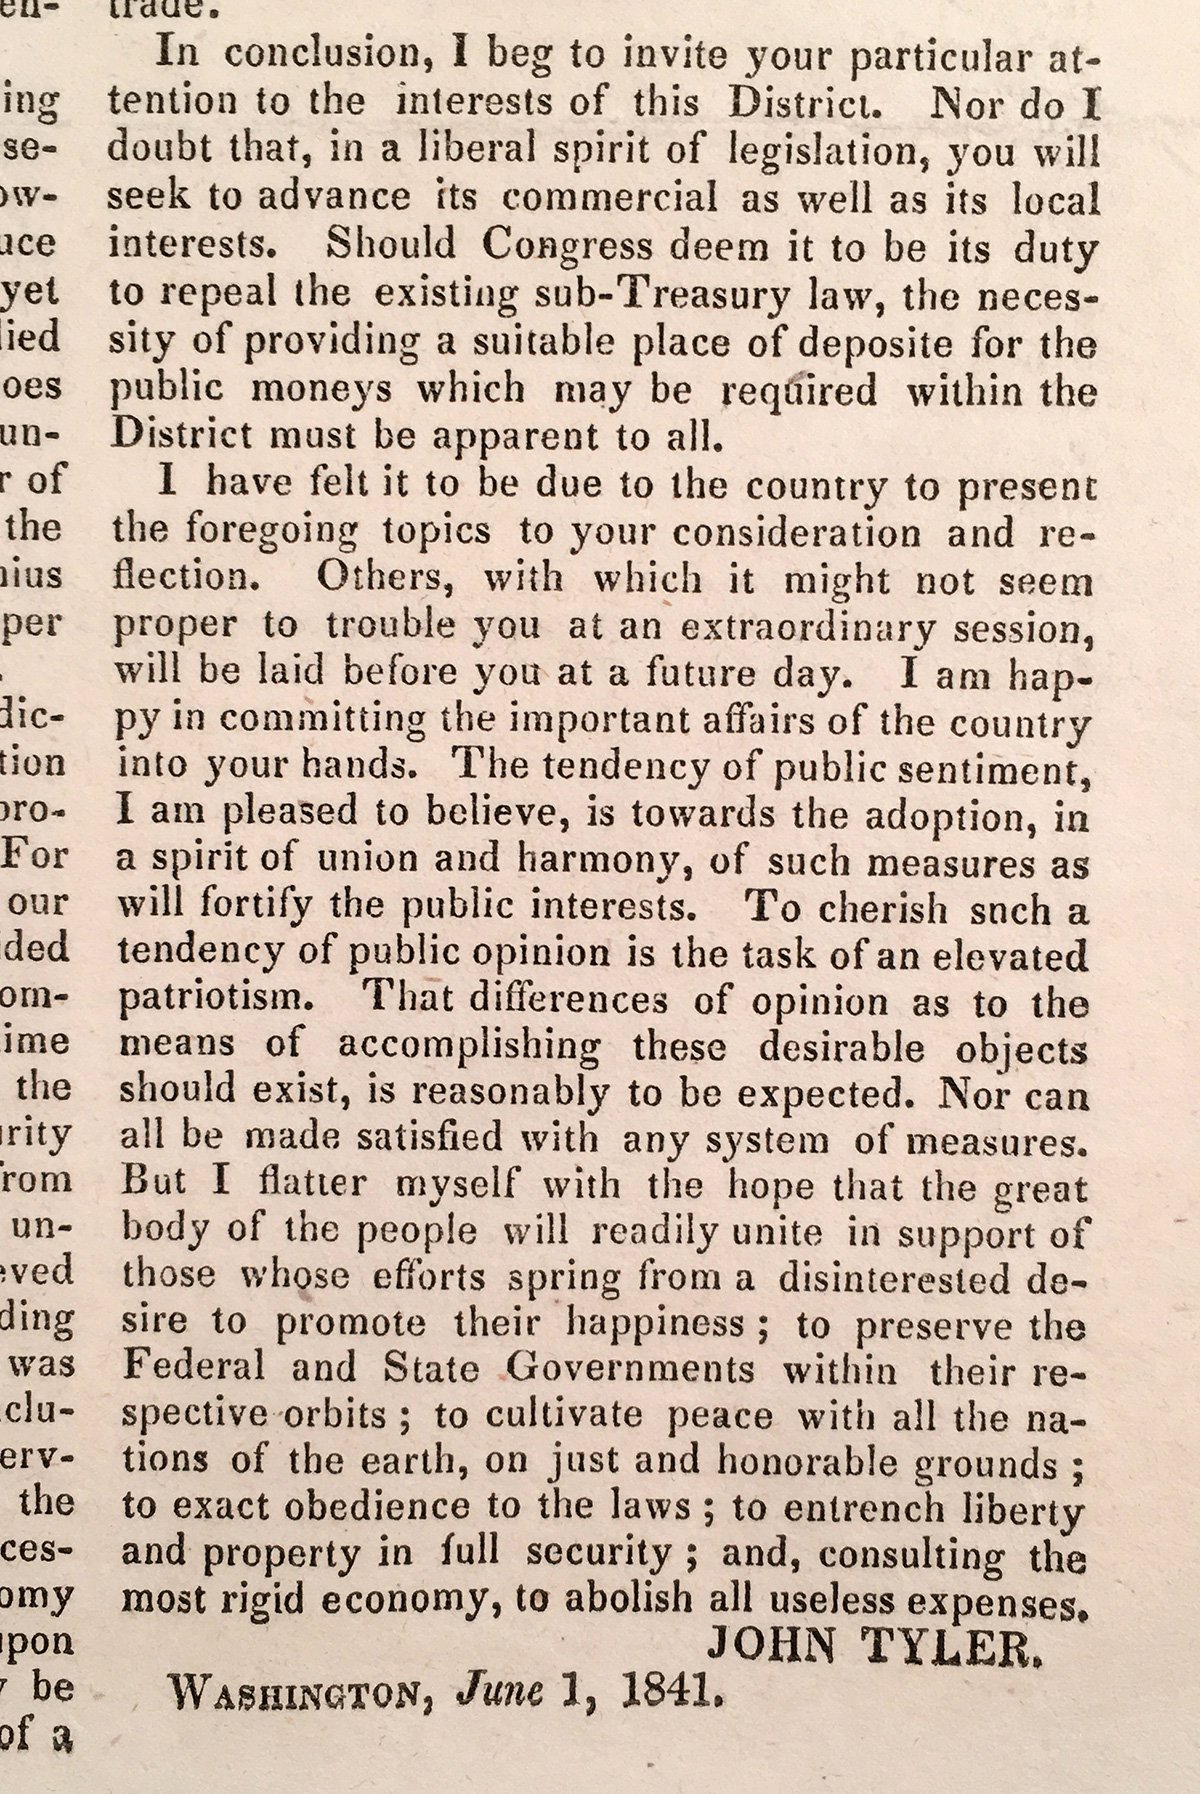 en-
ing
se-
ow-
uce
yet
lied
oes
un-
r of
the
nius
per
.
dic-
tion
pro-
For
our
ded
om-
ime
the
rity
from
un-
eved
ding
was
clu-
erv-
the
ces-
omy
upon
be
of a
trade.
In conclusion, I beg to invite your particular at-
tention to the interests of this District. Nor do I
doubt that, in a liberal spirit of legislation, you will
seek to advance its commercial as well as its local
interests. Should Congress deem it to be its duty
to repeal the existing sub-Treasury law, the neces-
sity of providing a suitable place of deposite for the
public moneys which may be required within the
District must be apparent to all.
I have felt it to be due to the country to present
the foregoing topics to your consideration and re-
flection. Others, with which it might not seem
proper to trouble you at an extraordinary session,
will be laid before you at a future day. I am hap-
py in committing the important affairs of the country
into your hands. The tendency of public sentiment,
I am pleased to believe, is towards the adoption, in
a spirit of union and harmony, of such measures as
will fortify the public interests. To cherish snch a
tendency of public opinion is the task of an elevated
patriotism. That differences of opinion as to the
means of accomplishing these desirable objects
should exist, is reasonably to be expected. Nor can
all be made satisfied with any system of measures.
But I flatter myself with the hope that the great
body of the people will readily unite in support of
those whose efforts spring from a disinterested de-
sire to promote their happiness ; to preserve the
Federal and State Governments within their re-
spective orbits ; to cultivate peace with all the na-
tions of the earth, on just and honorable grounds ;
to exact obedience to the laws ; to entrench liberty
and property in full security ; and, consulting the
most rigid economy, to abolish all useless expenses.
JOHN TYLER.
WASHINGTON, June 1, 1841.